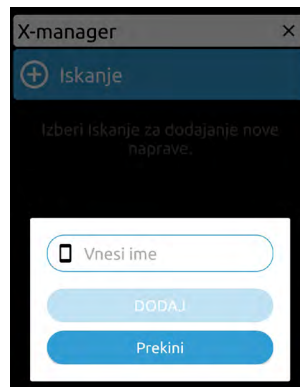 X-manager
Iskanje
Izberi Iskanje za dodajanje nove
naprave.
Vnesi ime
DODAJ
Prekini